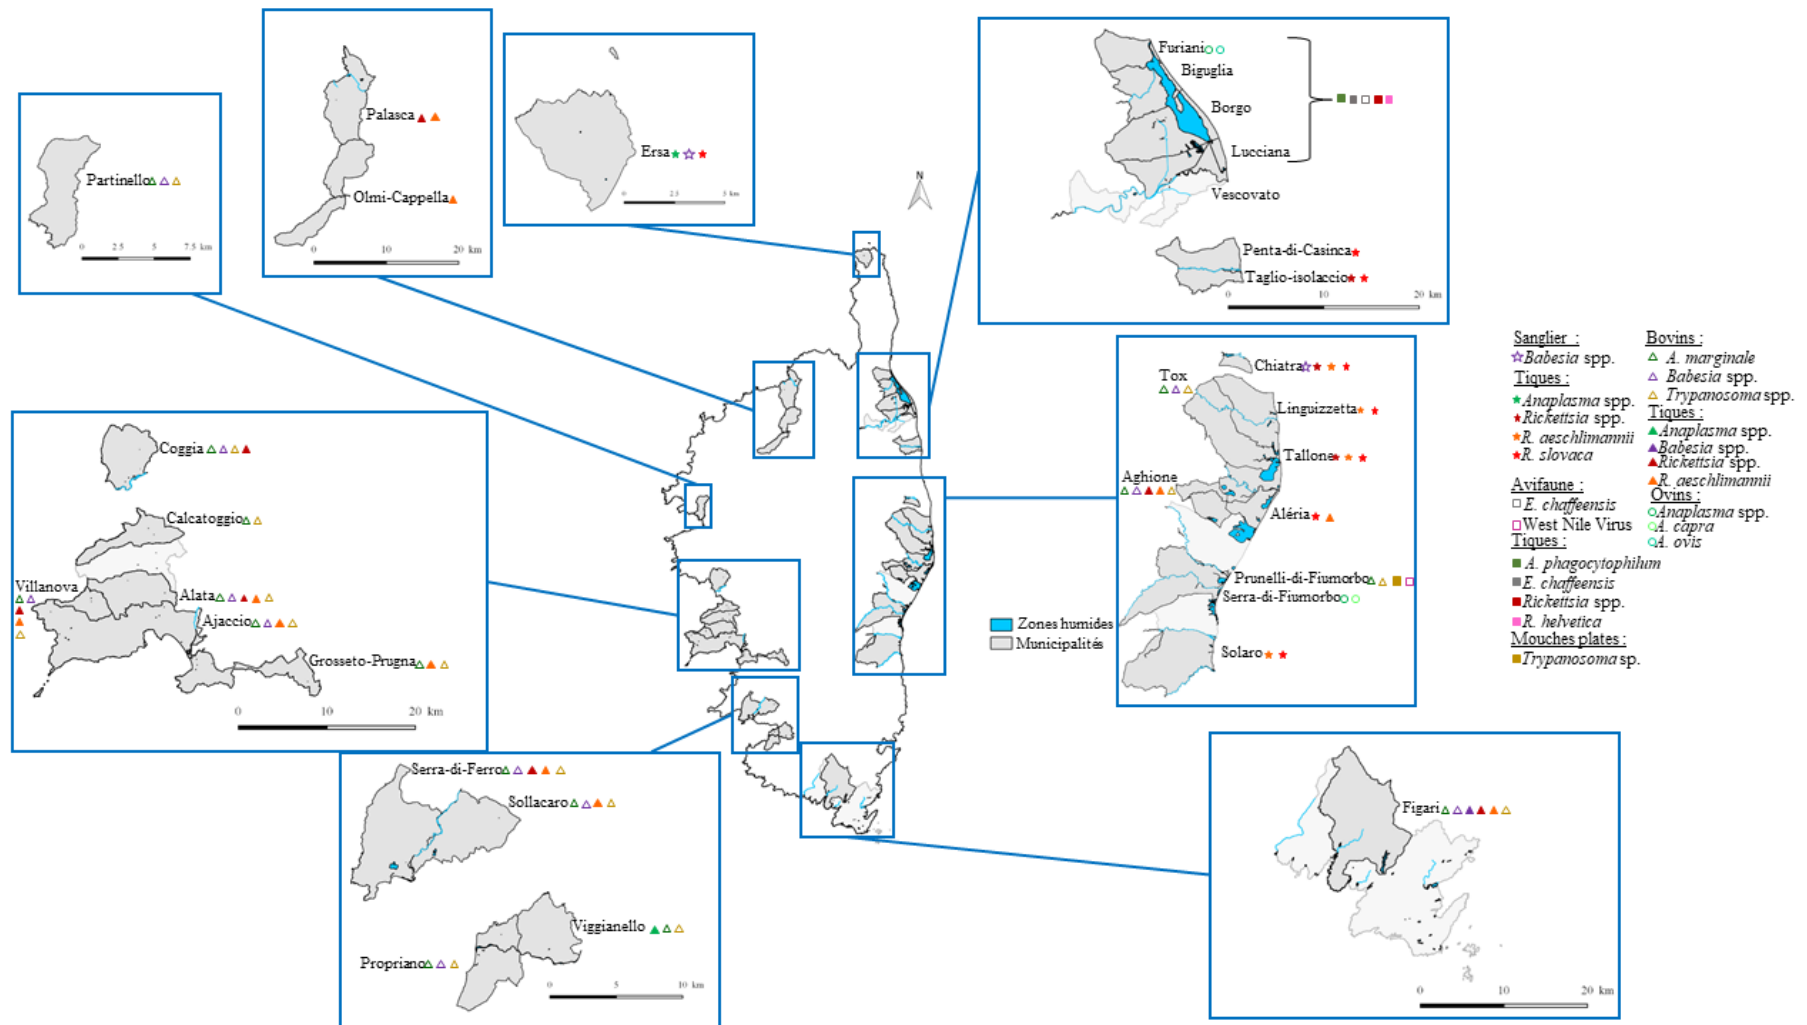 Partinello
0 2.5 5 7.5 km
Palasca
Olmi-Cappella
0 10 20 km
Ersa
0 2.5 5 km
N
Furiani
Biguglia
Borgo
Lucciana
Vescovato
Penta-di-Casinca
Taglio-isolaccio
0 10 20 km
Coggia
Calcatoggio
Villanova
Alata
Ajaccio
Grosseto-Prugna
0 10 20 km
Chiatra
Tox
Linguizzetta
Tallone
Aghione
Aléria
Prunelli-di-Fiumorbo
Serra-di-Fiumorbo
Solaro
Zones humides
Municipalités
Serra-di-Ferro
Sollacaro
Viggianello
Propriano
0 5 10 km
Figari
0 10 20 km
Sanglier :
Babesia spp.
Tiques :
Anaplasma spp.
Rickettsia spp.
R. aeschlimannii
R. slovaca
Avifaune :
E. chaffeensis
West Nile Virus
Tiques :
A. phagocytophilum
E. chaffeensis
Rickettsia spp.
R. helvetica
Mouches plates :
Trypanosoma sp.
Bovins :
A. marginale
Babesia spp.
Trypanosoma spp.
Tiques :
Anaplasma spp.
Babesia spp.
Rickettsia spp.
R. aeschlimannii
Ovins :
Anaplasma spp.
A. capra
A. ovis